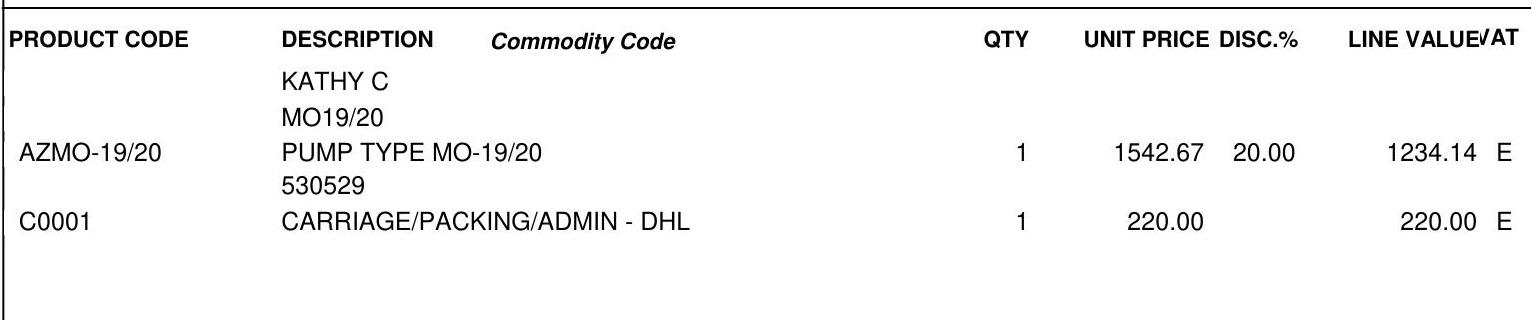 PRODUCT CODE DESCRIPTION Commodity Code QTY UNIT PRICE DISC.% LINE VALUE VAT
KATHY C
MO19/20
AZMO-19/20 PUMP TYPE MO-19/20 1 1542.67 20.00 1234.14 E
530529
C0001 CARRIAGE/PACKING/ADMIN - DHL 1 220.00 220.00 E